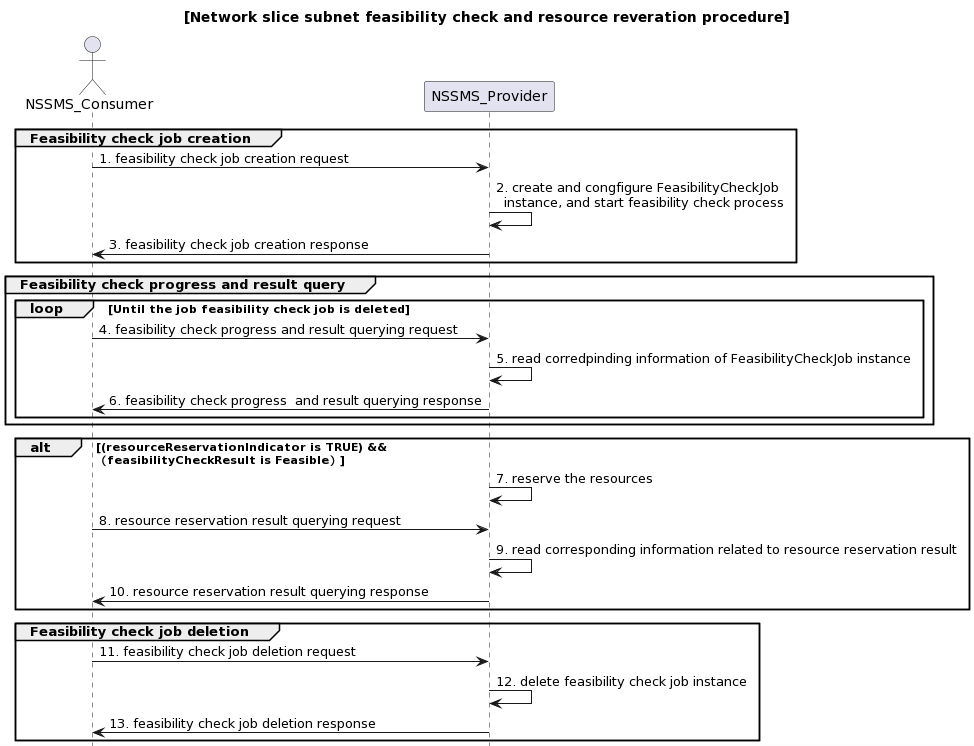 [Network slice subnet feasibility check and resource reveration procedure]
NSSMS_Consumer
NSSMS_Provider
Feasibility check job creation
1. feasibility check job creation request
2. create and congfigure FeasibilityCheckJob
instance, and start feasibility check process
3. feasibility check job creation response
Feasibility check progress and result query
loop [Until the job feasibility check job is deleted]
4. feasibility check progress and result querying request
5. read corredpinding information of FeasibilityCheckJob instance
6. feasibility check progress  and result querying response
alt [(resourceReservationIndicator is TRUE) &&
（feasibilityCheckResult is Feasible）]
7. reserve the resources
8. resource reservation result querying request
9. read corresponding information related to resource reservation result
10. resource reservation result querying response
Feasibility check job deletion
11. feasibility check job deletion request
12. delete feasibility check job instance
13. feasibility check job deletion response